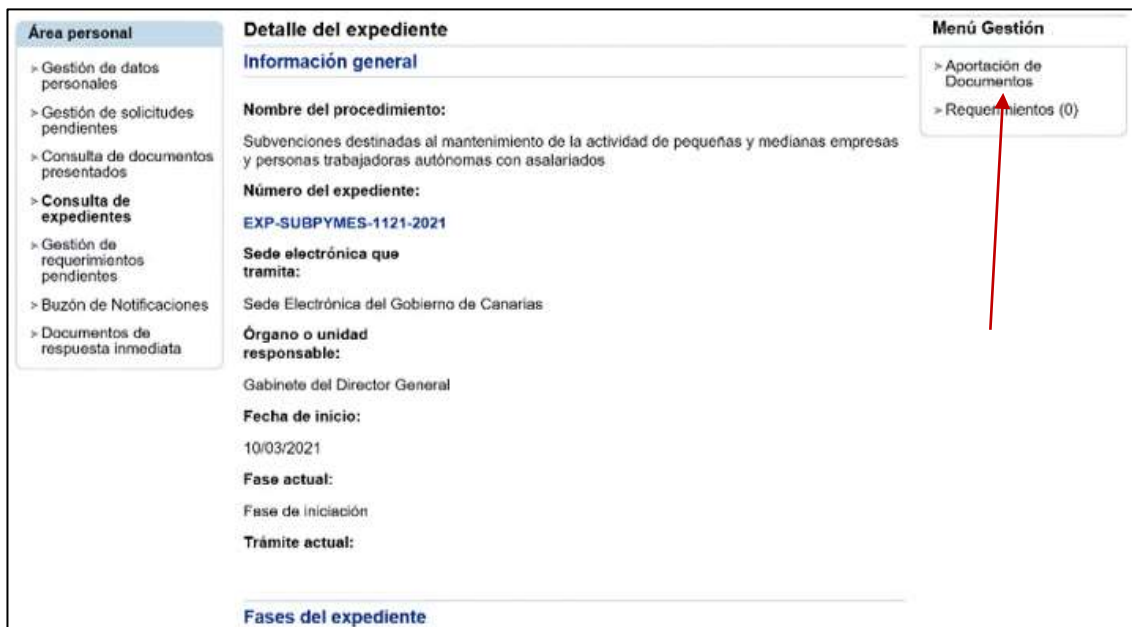 Área personal
> Gestión de datos
personales
> Gestión de solicitudes
pendientes
> Consulta de documentos
presentados
> Consulta de
expedientes
> Gestión de
requerimientos
pendientes
> Buzón de Notificaciones
> Documentos de
respuesta inmediata
Detalle del expediente
Información general
Nombre del procedimiento:
Subvenciones destinadas al mantenimiento de la actividad de pequeñas y medianas empresas
y personas trabajadoras autónomas con asalariados
Número del expediente:
EXP-SUBPYMES-1121-2021
Sede electrónica que
tramita:
Sede Electrónica del Gobierno de Canarias
Órgano o unidad
responsable:
Gabinete del Director General
Fecha de inicio:
10/03/2021
Fase actual:
Fase de iniciación
Trámite actual:
Fases del expediente
Menú Gestión
> Aportación de
Documentos
> Requerimientos (0)